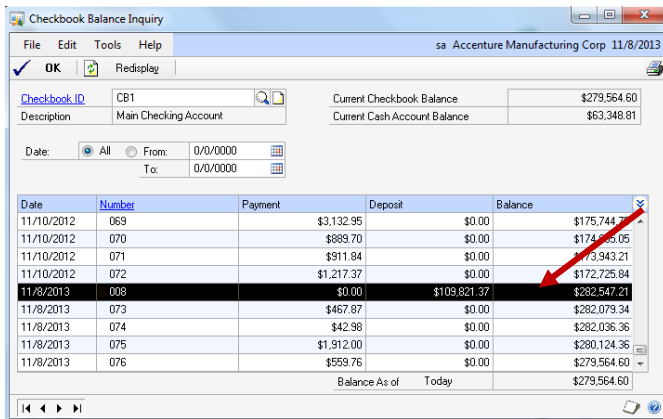 Checkbook Balance Inquiry
File Edit Tools Help sa Accenture Manufacturing Corp 11/8/2013
OK Redisplay
Checkbook ID CB1 Current Checkbook Balance $279,564.60
Description Main Checking Account Current Cash Account Balance $63,348.81
Date: All From: 0/0/0000
To: 0/0/0000
Date Number Payment Deposit Balance
11/10/2012 069 $3,132.95 $0.00
11/10/2012 070 $889.70 $0.00
11/10/2012 071 $911.84 $0.00 $173,943.21
11/10/2012 072 $1,217.37 $0.00 $172,725.84
11/8/2013 008 $0.00 $109,821.37 $282,547.21
11/8/2013 073 $467.87 $0.00 $282,079.34
11/8/2013 074 $42.98 $0.00 $282,036.36
11/8/2013 075 $1,912.00 $0.00 $280,124.36
11/8/2013 076 $559.76 $0.00 $279,564.60
Balance As of Today $279,564.60